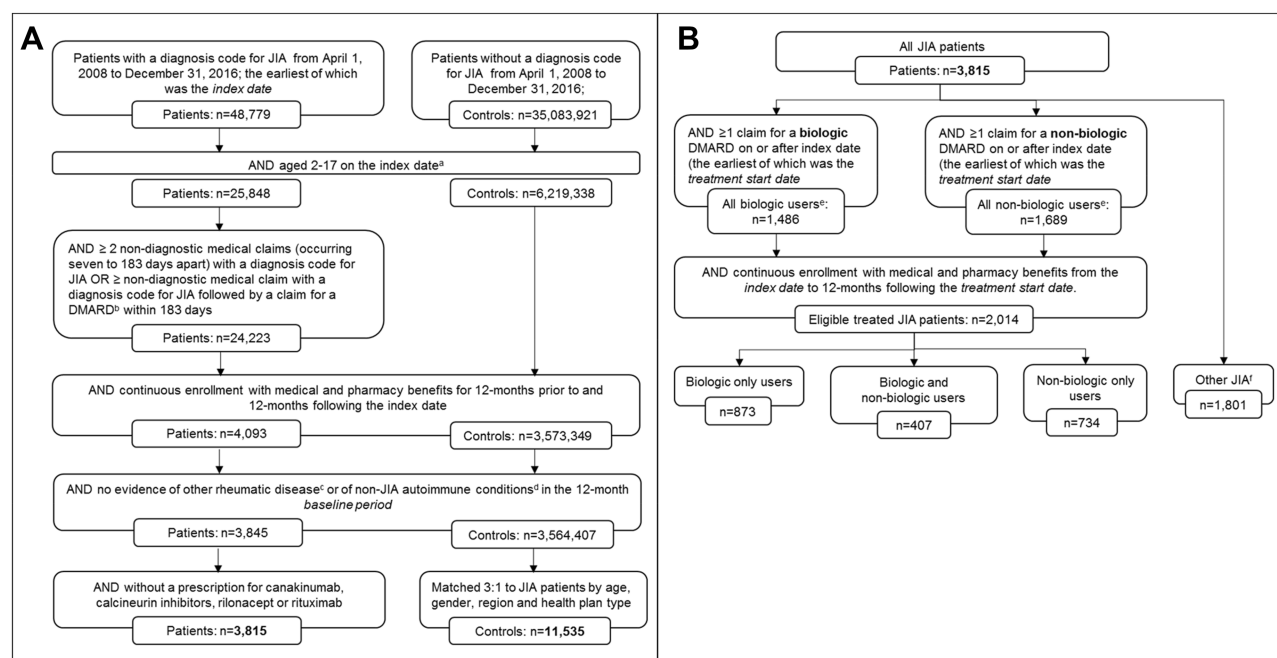 A
Patients with a diagnosis code for JIA from April 1,
2008 to December 31, 2016; the earliest of which
was the index date
Patients: n=48,779
Patients without a diagnosis code
for JIA from April 1, 2008 to
December 31, 2016;
Controls: n=35,083,921
AND aged 2-17 on the index dateᵃ
Patients: n=25,848
Controls: n=6,219,338
AND ≥ 2 non-diagnostic medical claims (occurring
seven to 183 days apart) with a diagnosis code for
JIA OR ≥ non-diagnostic medical claim with a
diagnosis code for JIA followed by a claim for a
DMARDᵇ within 183 days
Patients: n=24,223
AND continuous enrollment with medical and pharmacy benefits for 12-months prior to and
12-months following the index date
Patients: n=4,093
Controls: n=3,573,349
AND no evidence of other rheumatic diseaseᶜ or of non-JIA autoimmune conditionsᵈ in the 12-month
baseline period
Patients: n=3,845
Controls: n=3,564,407
AND without a prescription for canakinumab,
calcineurin inhibitors, rilonacept or rituximab
Patients: n=3,815
Matched 3:1 to JIA patients by age,
gender, region and health plan type
Controls: n=11,535
B
All JIA patients
Patients: n=3,815
AND ≥1 claim for a biologic
DMARD on or after index date
(the earliest of which was the
treatment start date
All biologic usersᵉ:
n=1,486
AND ≥1 claim for a non-biologic
DMARD on or after index date
(the earliest of which was the
treatment start date
All non-biologic usersᵉ:
n=1,689
AND continuous enrollment with medical and pharmacy benefits from the
index date to 12-months following the treatment start date.
Eligible treated JIA patients: n=2,014
Biologic only users
n=873
Biologic and
non-biologic users
n=407
Non-biologic only
users
n=734
Other JIAᶠ
n=1,801